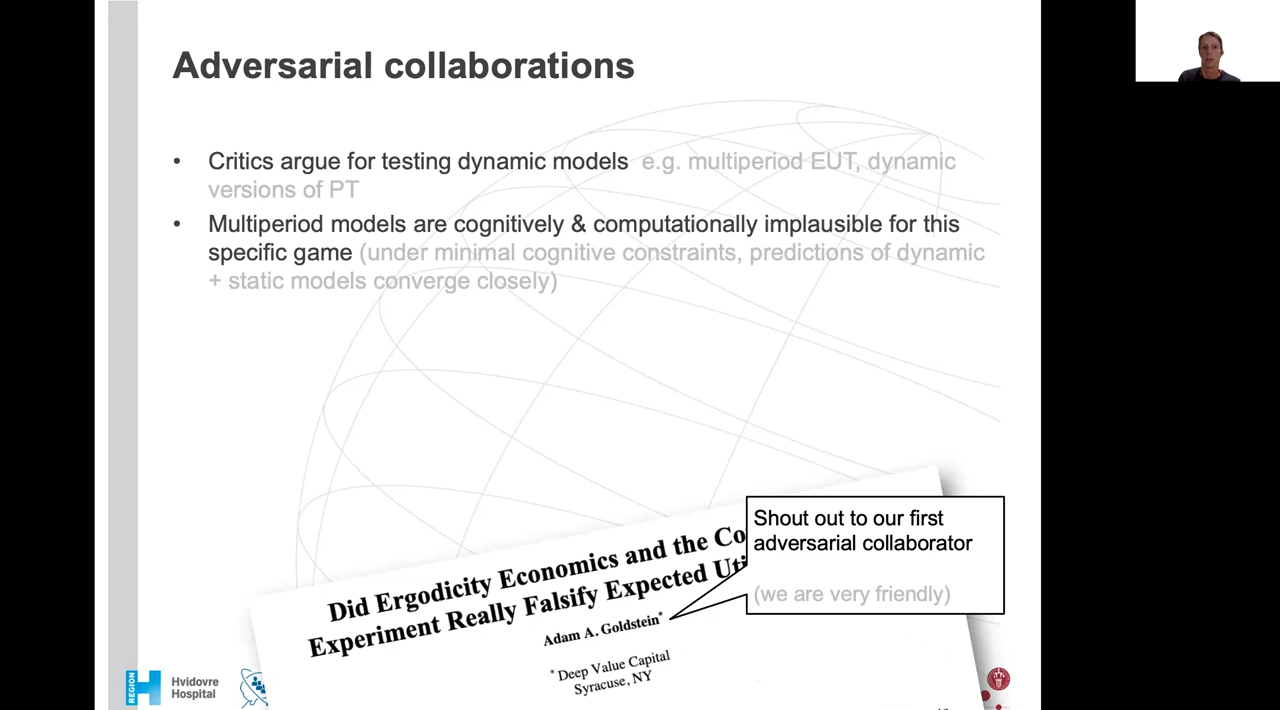 Adversarial collaborations
• Critics argue for testing dynamic models e.g. multiperiod EUT, dynamic
versions of PT
• Multiperiod models are cognitively & computationally implausible for this
specific game (under minimal cognitive constraints, predictions of dynamic
+ static models converge closely)
Shout out to our first
adversarial collaborator
(we are very friendly)
Did Ergodicity Economics and the Co
Experiment Really Falsify Expected Uti
Adam A. Goldstein*
* Deep Value Capital
Syracuse, NY
REGION
Hvidovre
Hospital